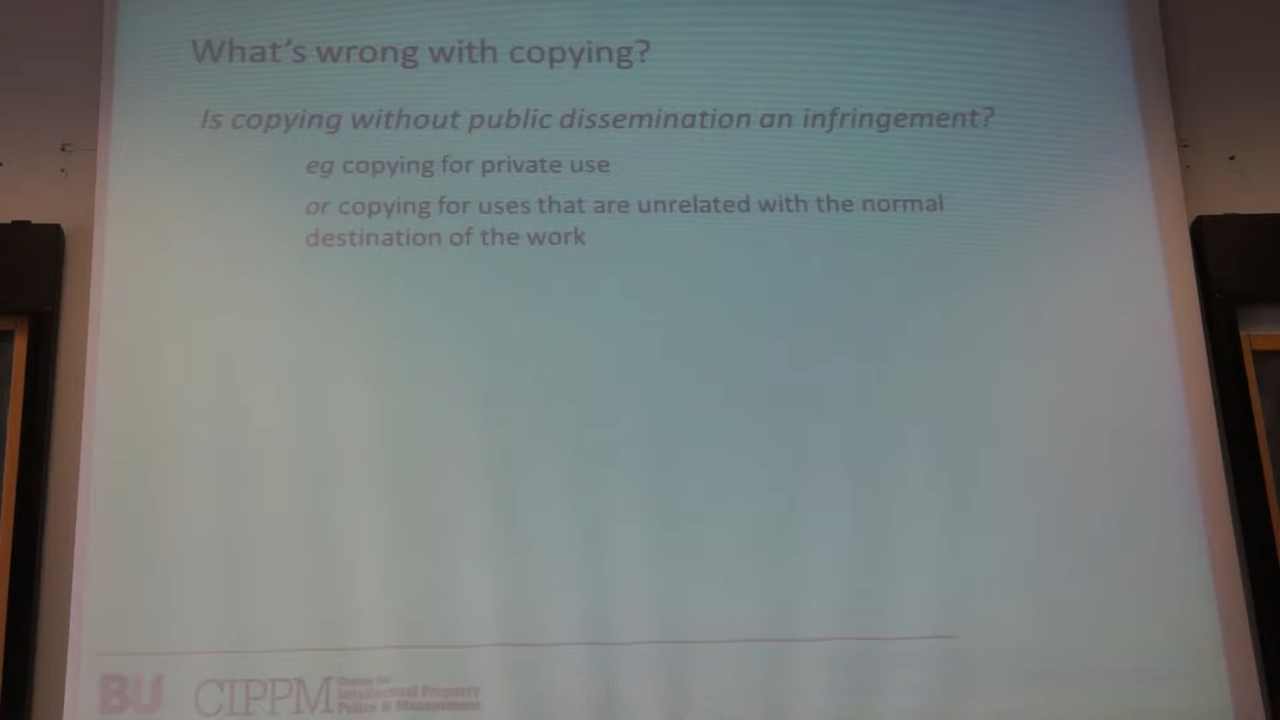 What's wrong with copying?
Is copying without public dissemination an infringement?
eg copying for private use
or copying for uses that are unrelated with the normal
destination of the work
BU CIPPM Centre for
Intellectual Property
Policy & Management